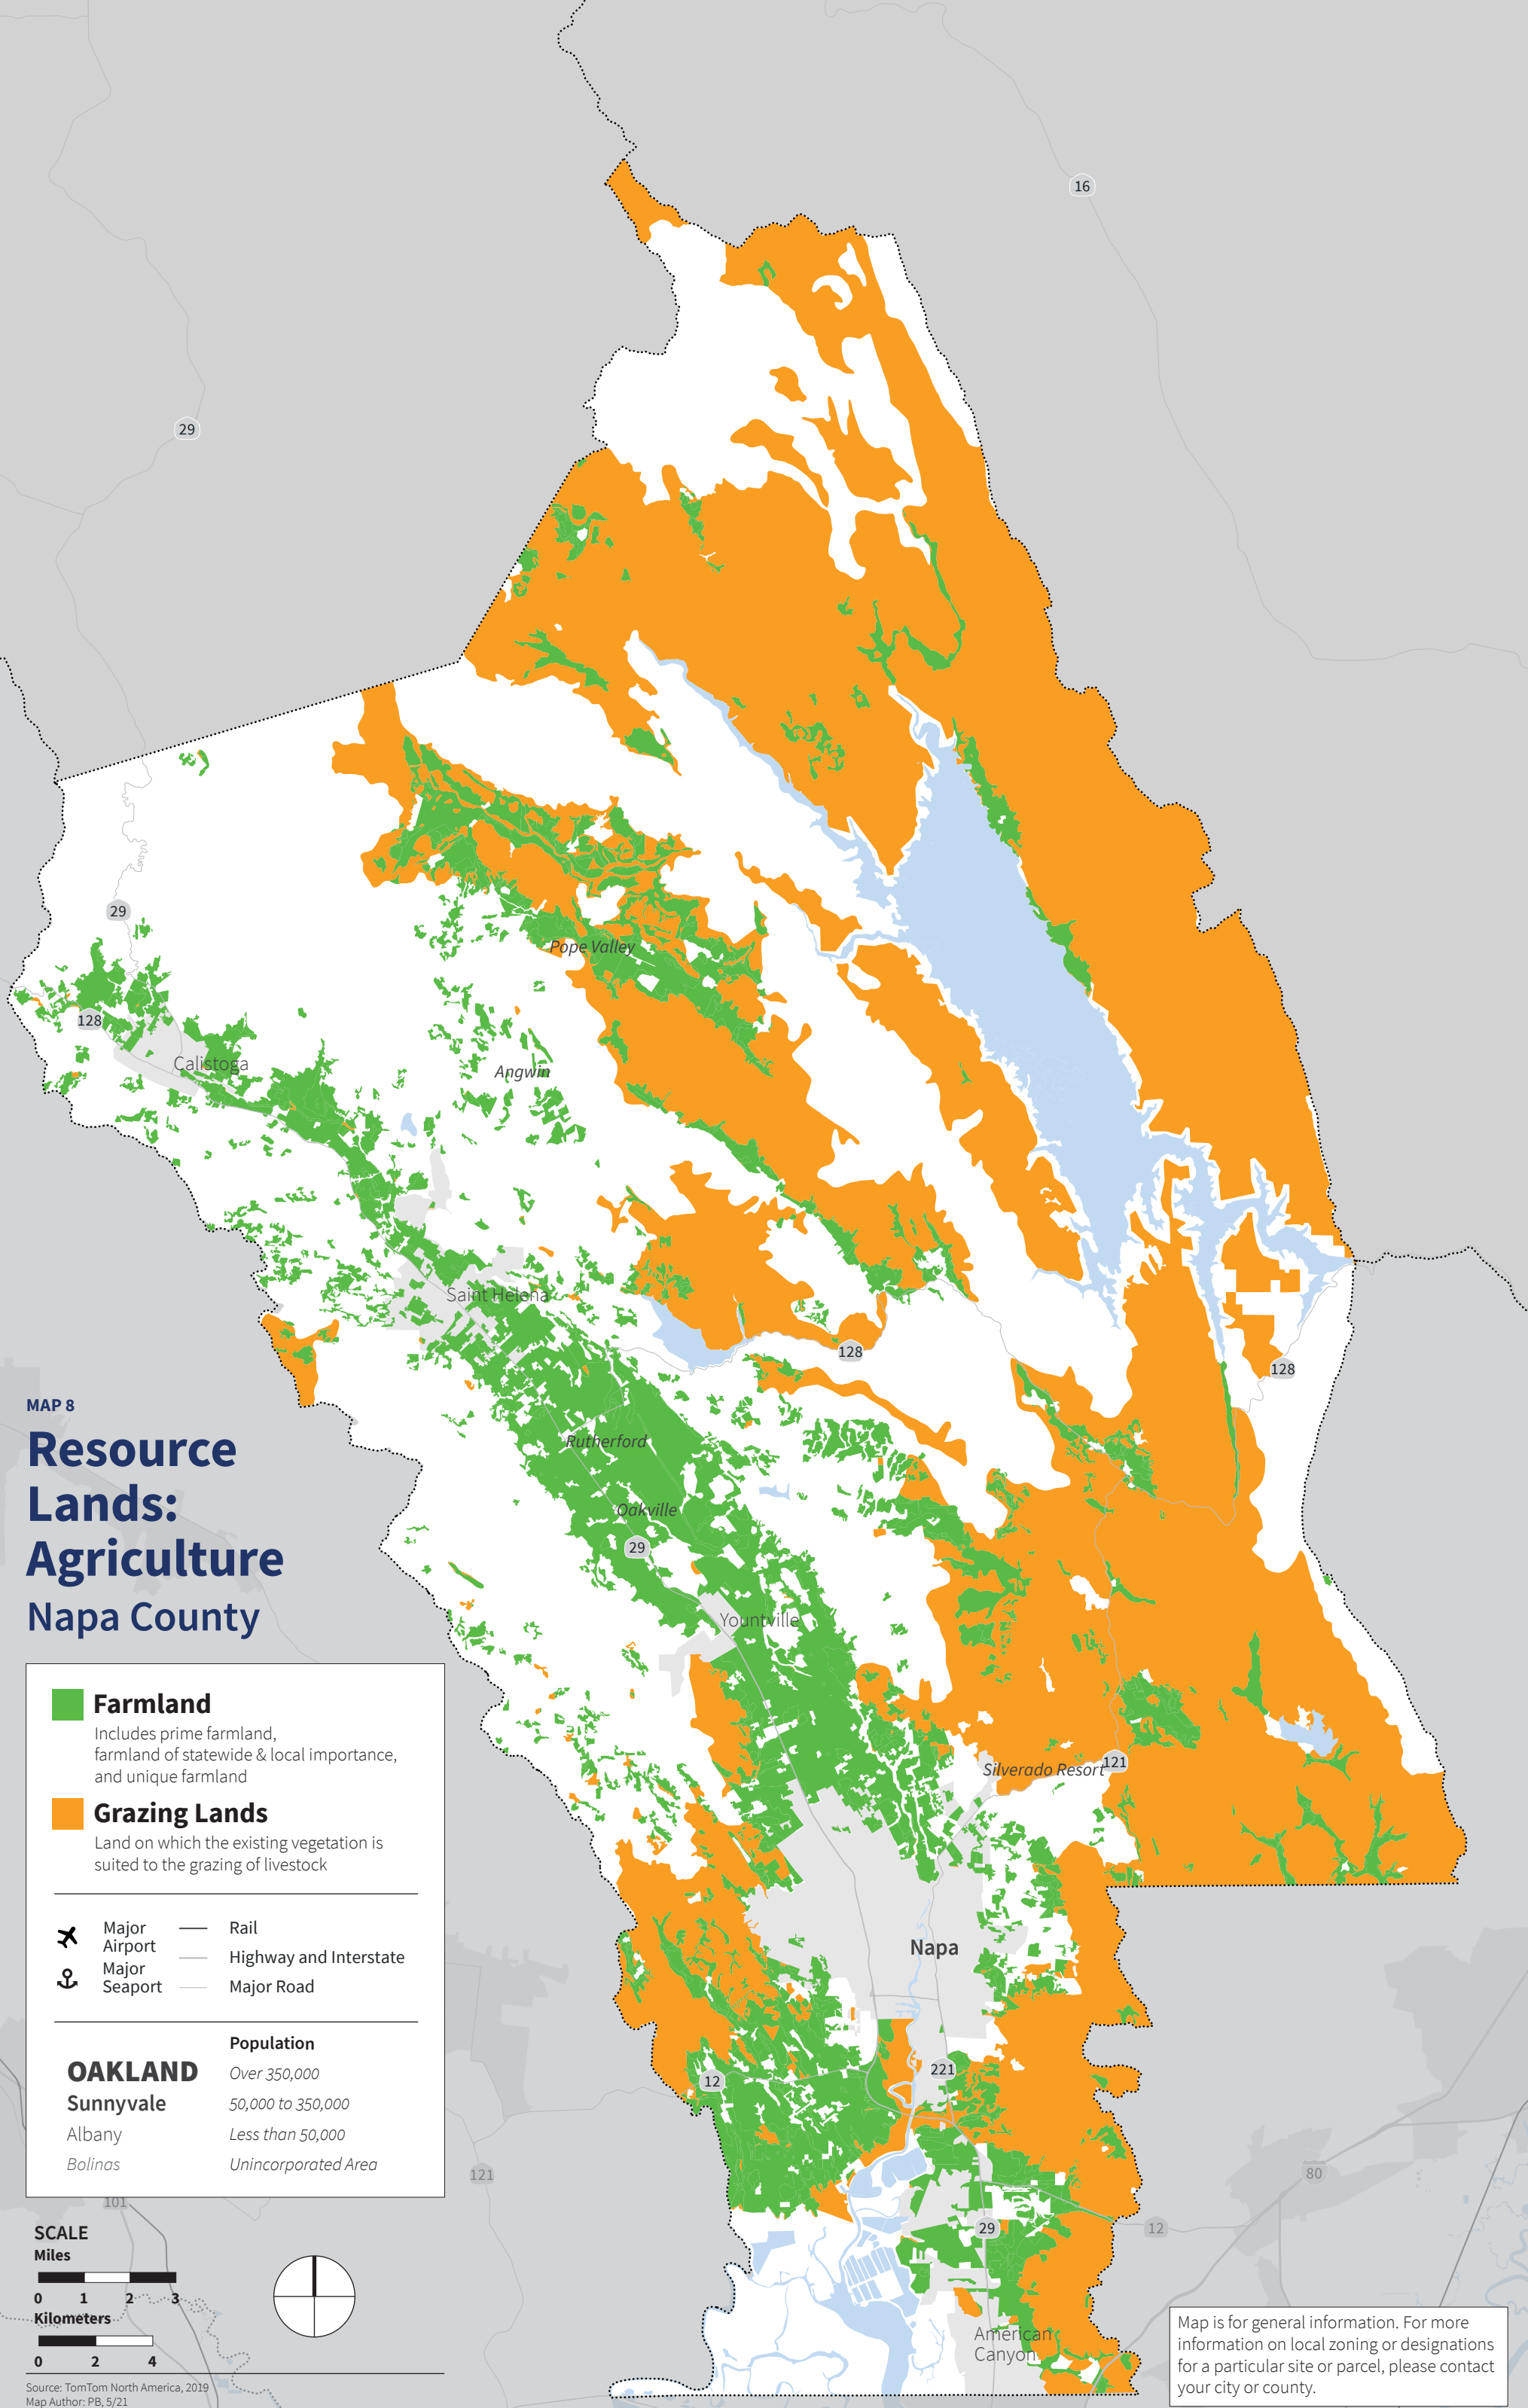 16
29
29
128
Calistoga
Pope Valley
Angwin
Saint Helena
128
128
Rutherford
Oakville
29
Yountville
Silverado Resort
121
Napa
12
221
29
American
Canyon
121
101
80
12
MAP 8
Resource
Lands:
Agriculture
Napa County
Farmland
Includes prime farmland,
farmland of statewide & local importance,
and unique farmland
Grazing Lands
Land on which the existing vegetation is
suited to the grazing of livestock
Major
Airport
Major
Seaport
Rail
Highway and Interstate
Major Road
Population
OAKLAND Over 350,000
Sunnyvale 50,000 to 350,000
Albany Less than 50,000
Bolinas Unincorporated Area
SCALE
Miles
0 1 2 3
Kilometers
0 2 4
Source: TomTom North America, 2019
Map Author: PB, 5/21
Map is for general information. For more
information on local zoning or designations
for a particular site or parcel, please contact
your city or county.